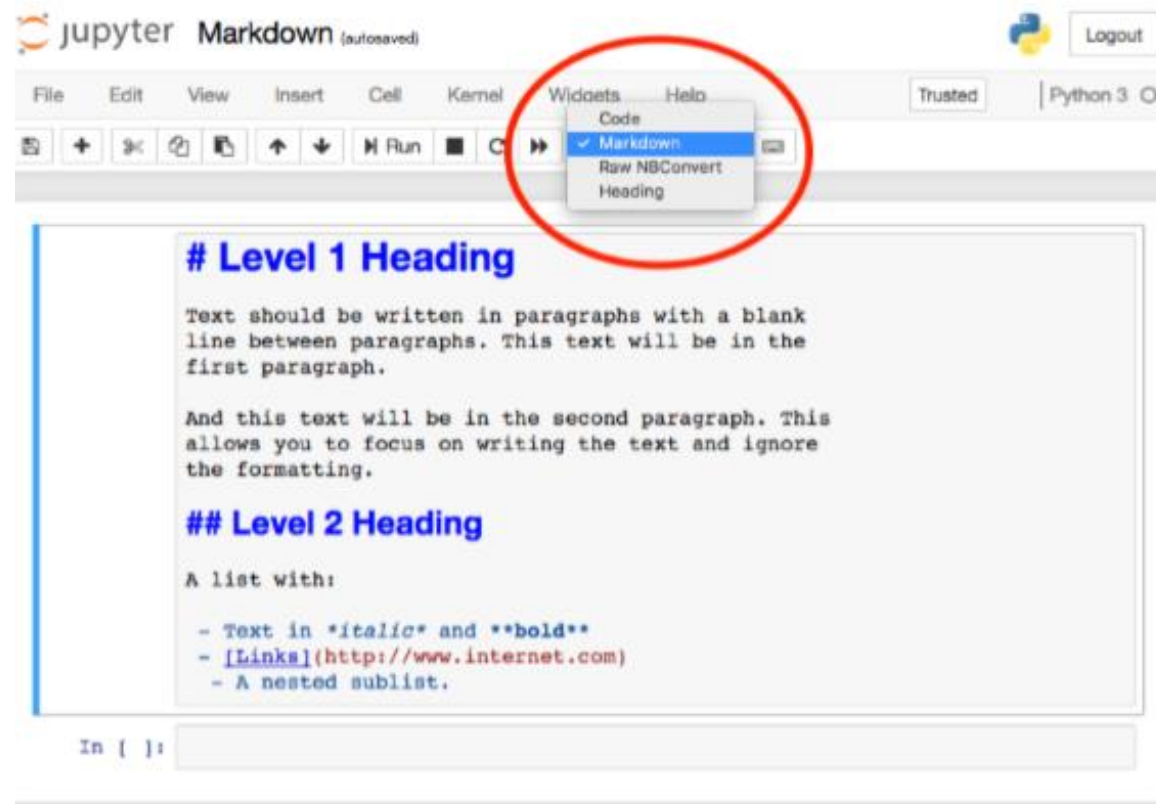 jupyter Markdown (autosaved)
Logout
File Edit View Insert Cell Kernel Widgets Help
Trusted
Python 3
Run
Code
Markdown
Raw NBConvert
Heading
# Level 1 Heading
Text should be written in paragraphs with a blank
line between paragraphs. This text will be in the
first paragraph.
And this text will be in the second paragraph. This
allows you to focus on writing the text and ignore
the formatting.
## Level 2 Heading
A list with:
- Text in *italic* and **bold**
- [Links](http://www.internet.com)
- A nested sublist.
In [ ]: